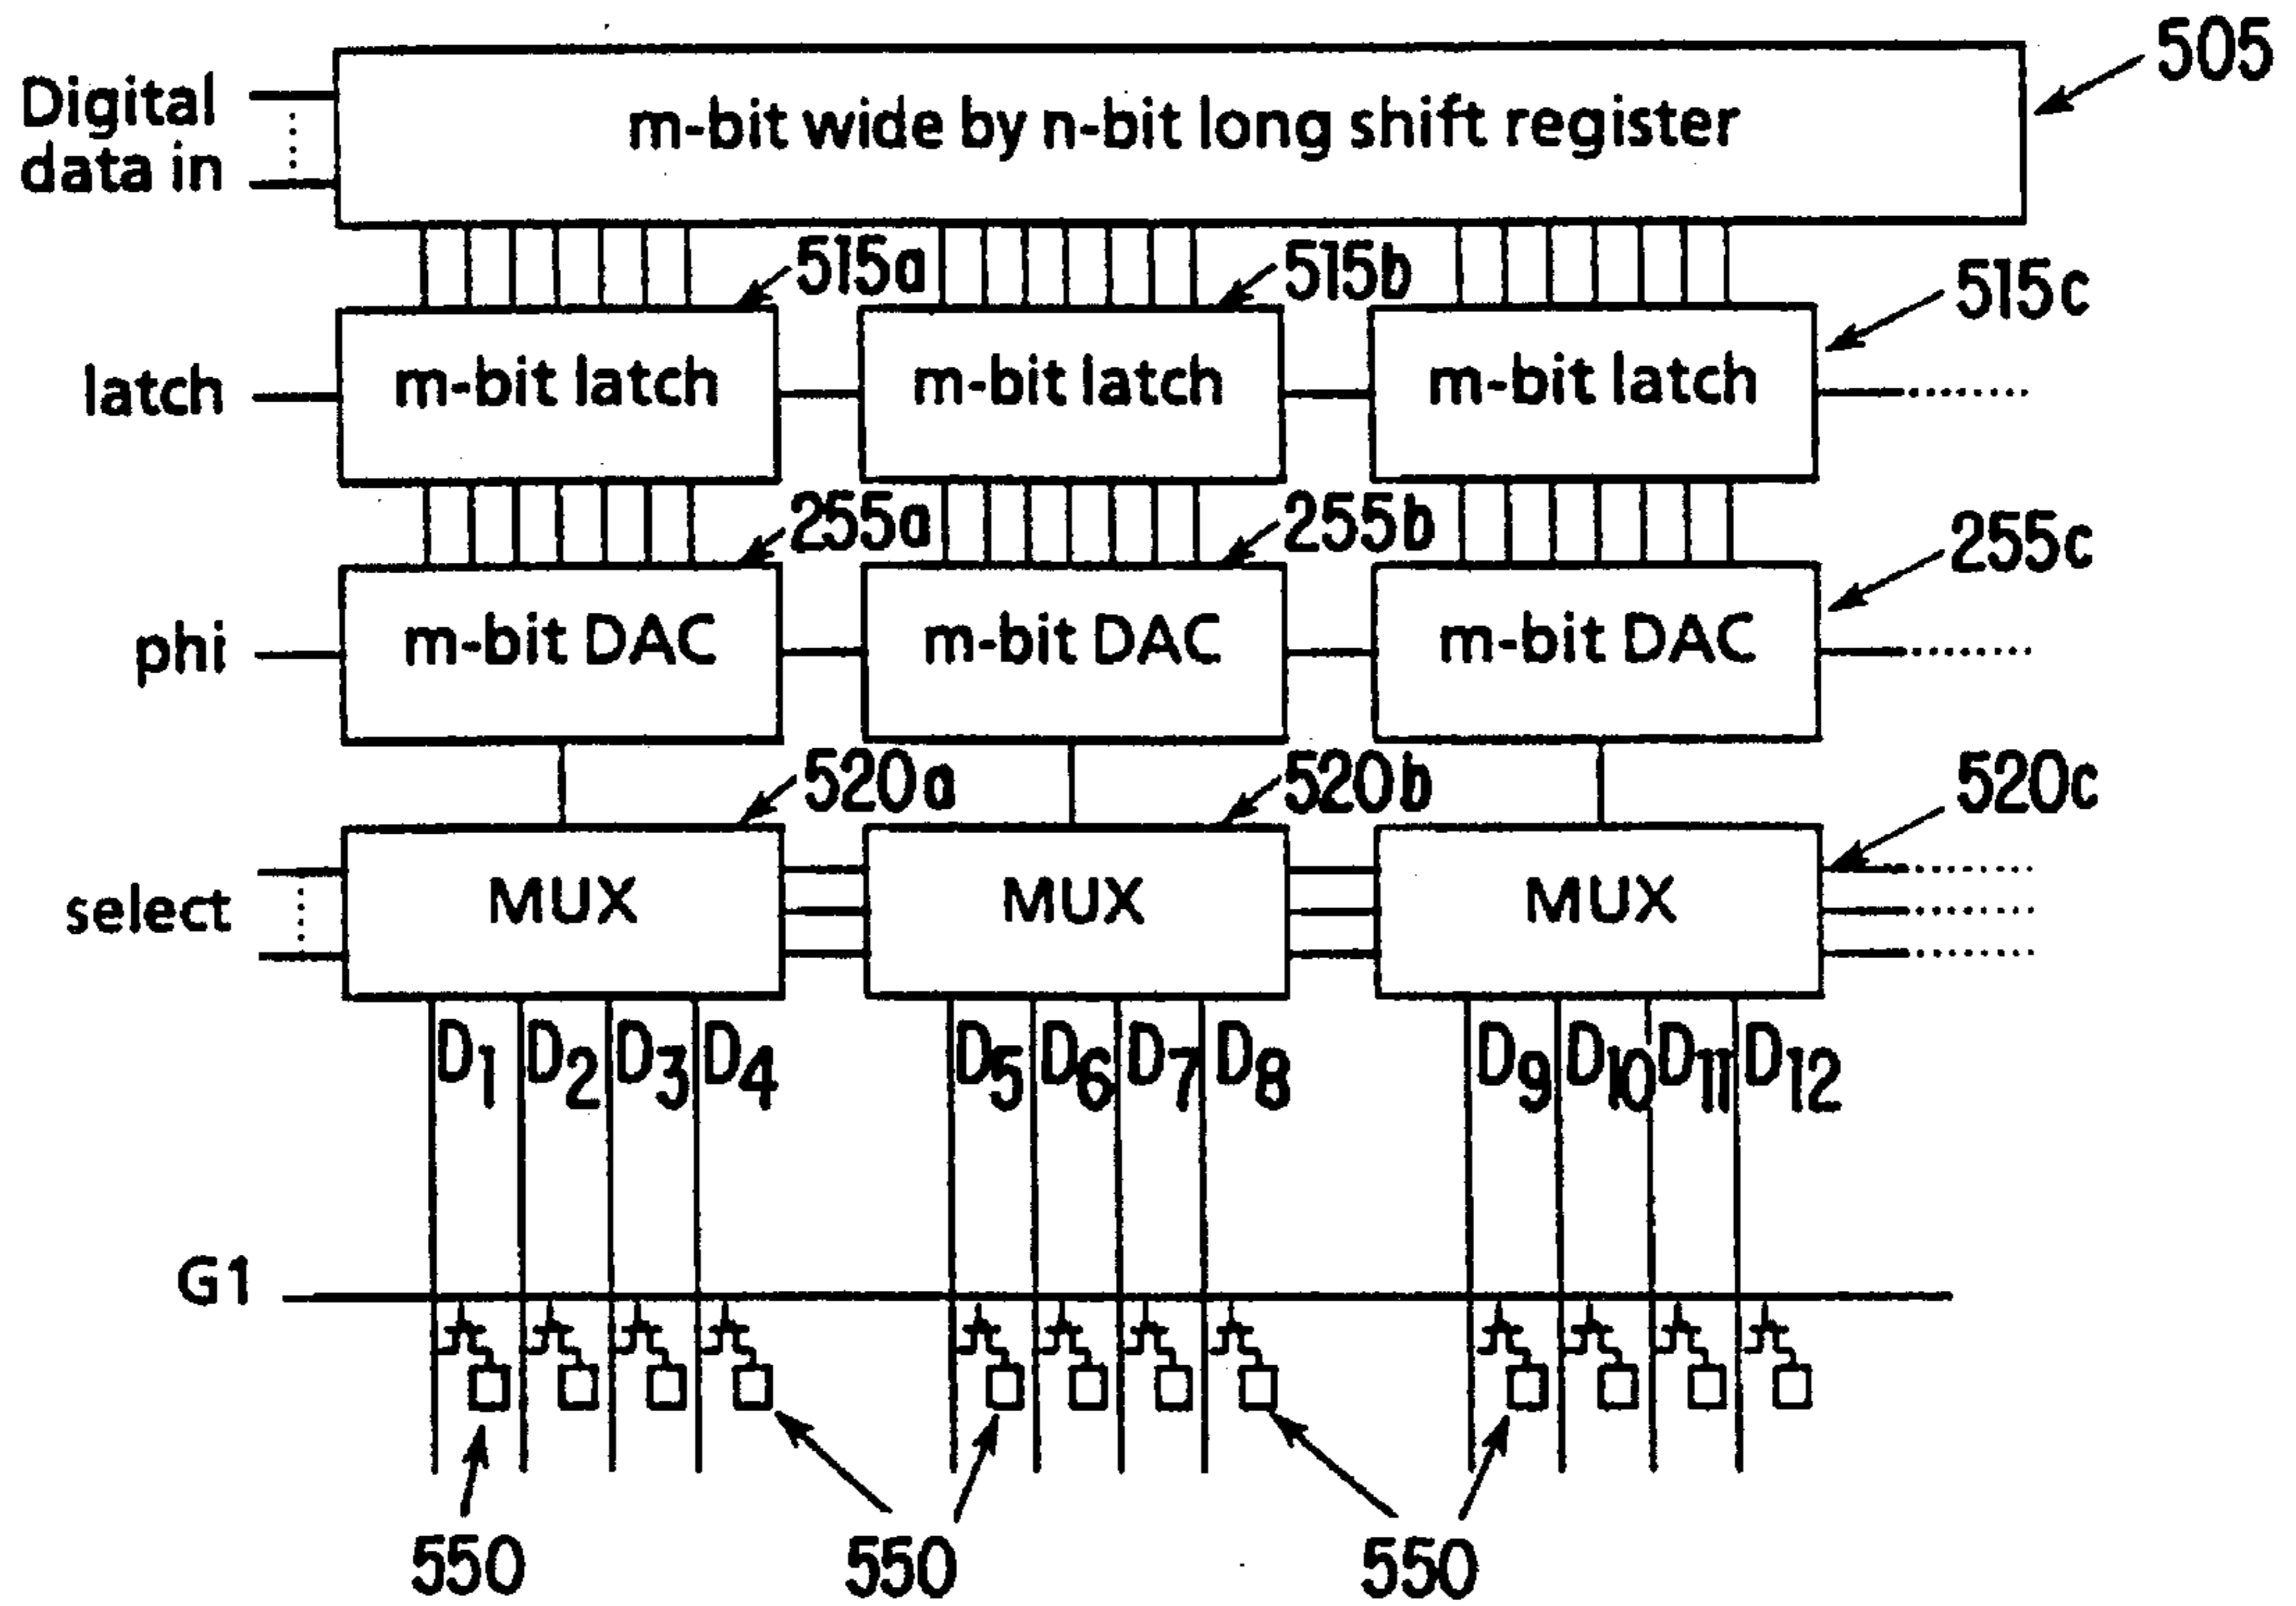 505
Digital
data in
m-bit wide by n-bit long shift register
515a
515b
515c
latch
m-bit latch
m-bit latch
m-bit latch
255a
255b
255c
phi
m-bit DAC
m-bit DAC
m-bit DAC
520a
520b
520c
select
MUX
MUX
MUX
D1 D2 D3 D4 D5 D6 D7 D8 D9 D10 D11 D12
G1
550
550
550